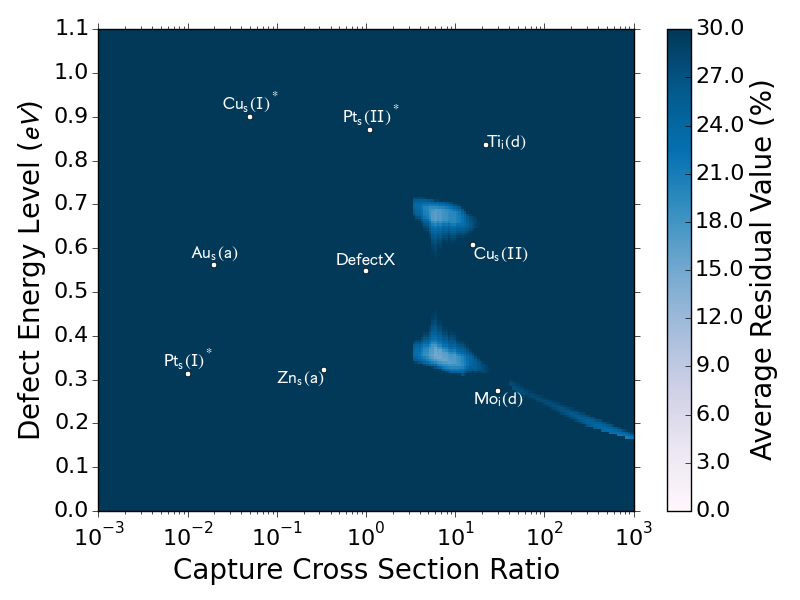 1.1
1.0
0.9
0.8
0.7
0.6
0.5
0.4
0.3
0.2
0.1
0.0
Defect Energy Level (eV)
Cuₛ(I)*
Ptₛ(II)*
Tiᵢ(d)
Auₛ(a)
DefectX
Cuₛ(II)
Ptₛ(I)*
Znₛ(a)
Moᵢ(d)
10⁻³ 10⁻² 10⁻¹ 10⁰ 10¹ 10² 10³
Capture Cross Section Ratio
30.0
27.0
24.0
21.0
18.0
15.0
12.0
9.0
6.0
3.0
0.0
Average Residual Value (%)